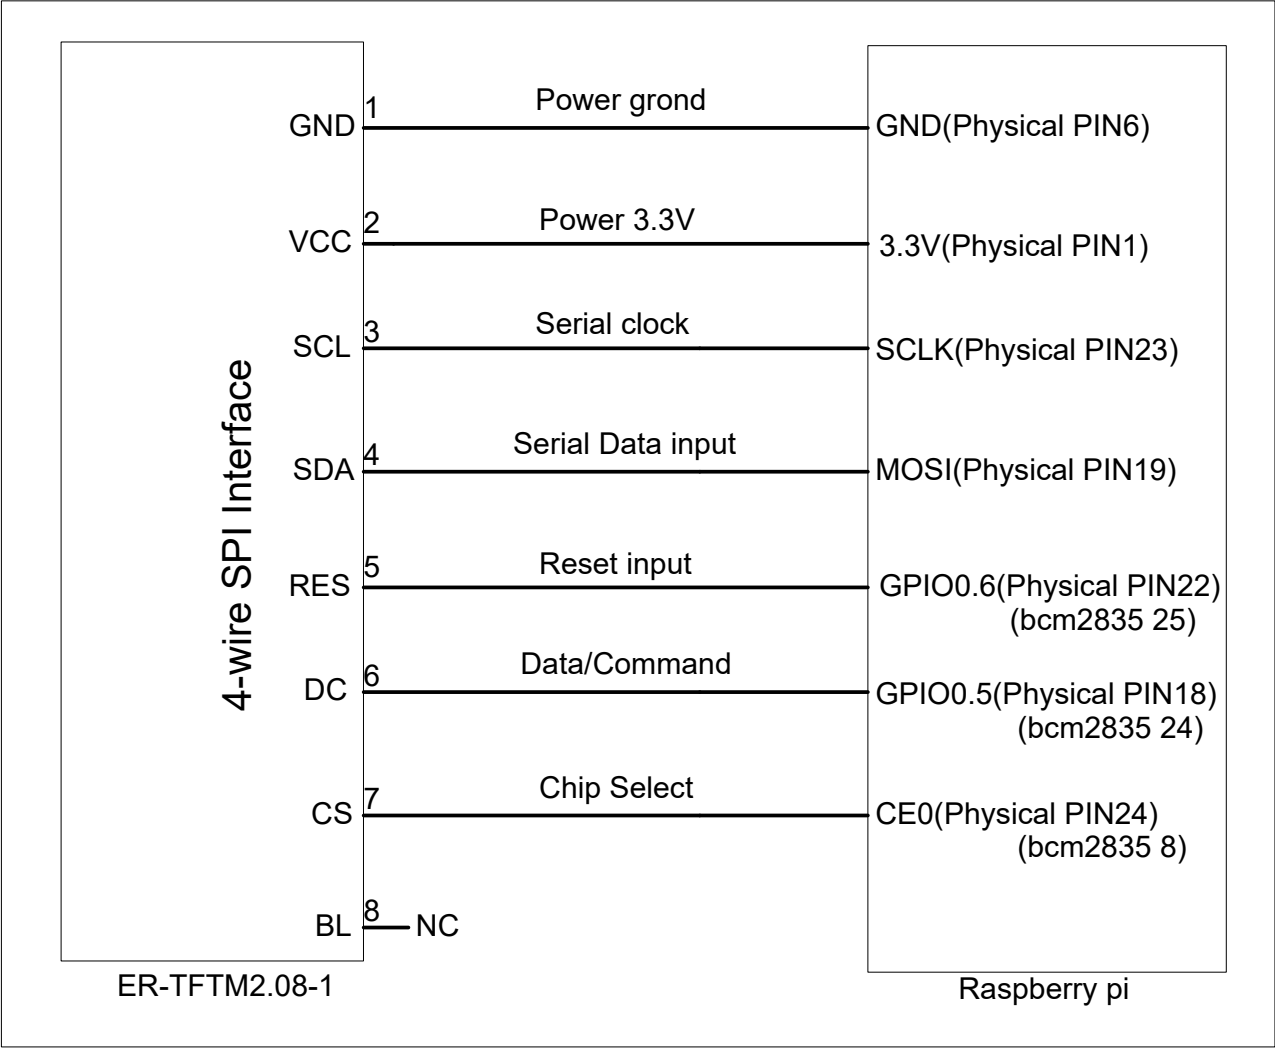 1
Power grond
GND
GND(Physical PIN6)
2
Power 3.3V
VCC
3.3V(Physical PIN1)
3
Serial clock
SCL
SCLK(Physical PIN23)
4
Serial Data input
SDA
MOSI(Physical PIN19)
5
Reset input
RES
GPIO0.6(Physical PIN22)
(bcm2835 25)
6
Data/Command
DC
GPIO0.5(Physical PIN18)
(bcm2835 24)
7
Chip Select
CS
CE0(Physical PIN24)
(bcm2835 8)
8
BL
NC
4-wire SPI Interface
ER-TFTM2.08-1
Raspberry pi